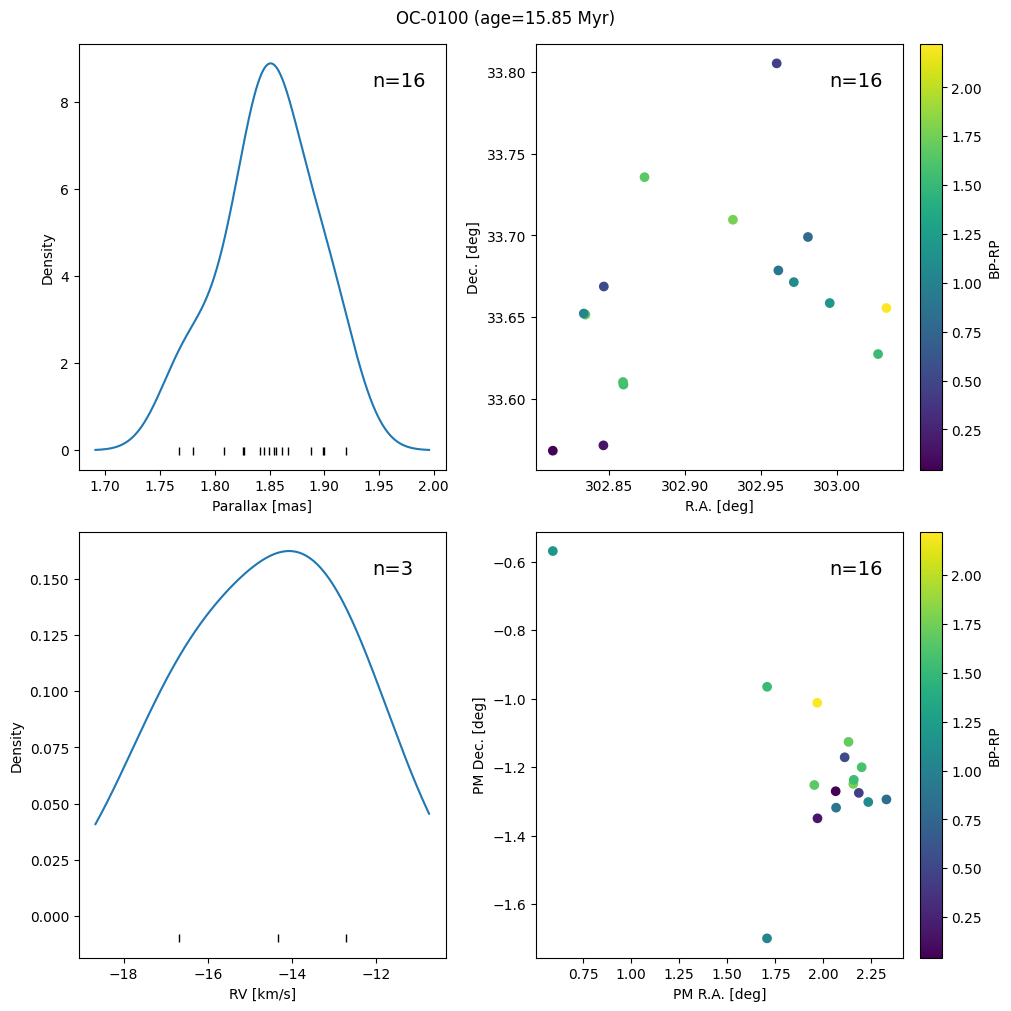 OC-0100 (age=15.85 Myr)
n=16
8
6
4
2
0
Density
1.70 1.75 1.80 1.85 1.90 1.95 2.00
Parallax [mas]
n=16
33.80
33.75
33.70
33.65
33.60
Dec. [deg]
302.85 302.90 302.95 303.00
R.A. [deg]
2.00
1.75
1.50
1.25
1.00
0.75
0.50
0.25
BP-RP
n=3
0.150
0.125
0.100
0.075
0.050
0.025
0.000
Density
−18 −16 −14 −12
RV [km/s]
n=16
−0.6
−0.8
−1.0
−1.2
−1.4
−1.6
PM Dec. [deg]
0.75 1.00 1.25 1.50 1.75 2.00 2.25
PM R.A. [deg]
2.00
1.75
1.50
1.25
1.00
0.75
0.50
0.25
BP-RP